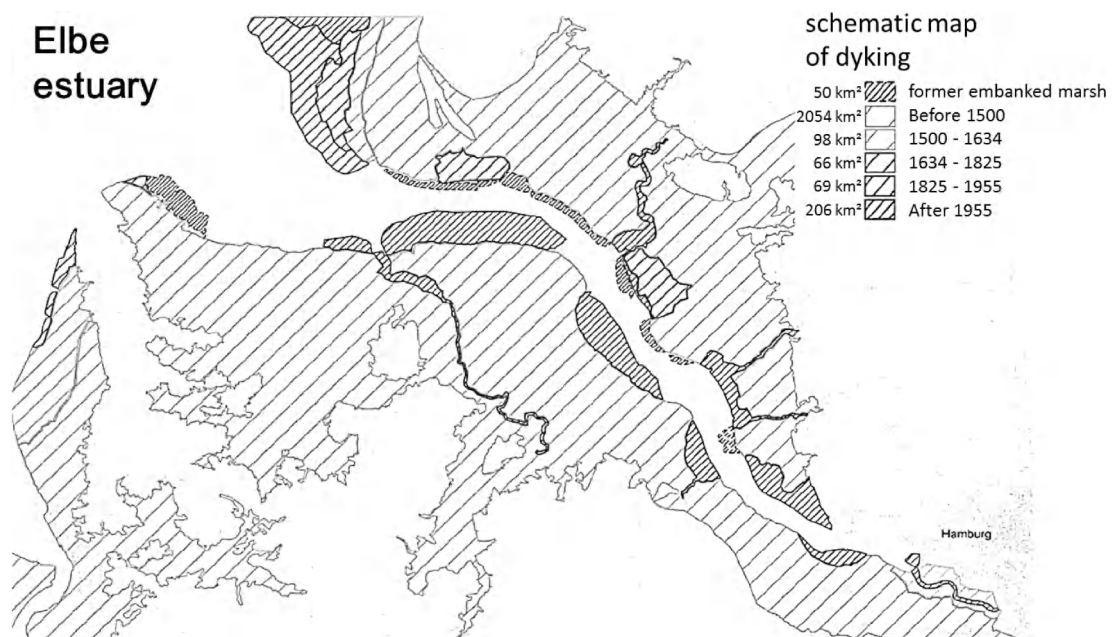 Elbe
estuary
schematic map
of dyking
50 km² former embanked marsh
2054 km² Before 1500
98 km² 1500 - 1634
66 km² 1634 - 1825
69 km² 1825 - 1955
206 km² After 1955
Hamburg